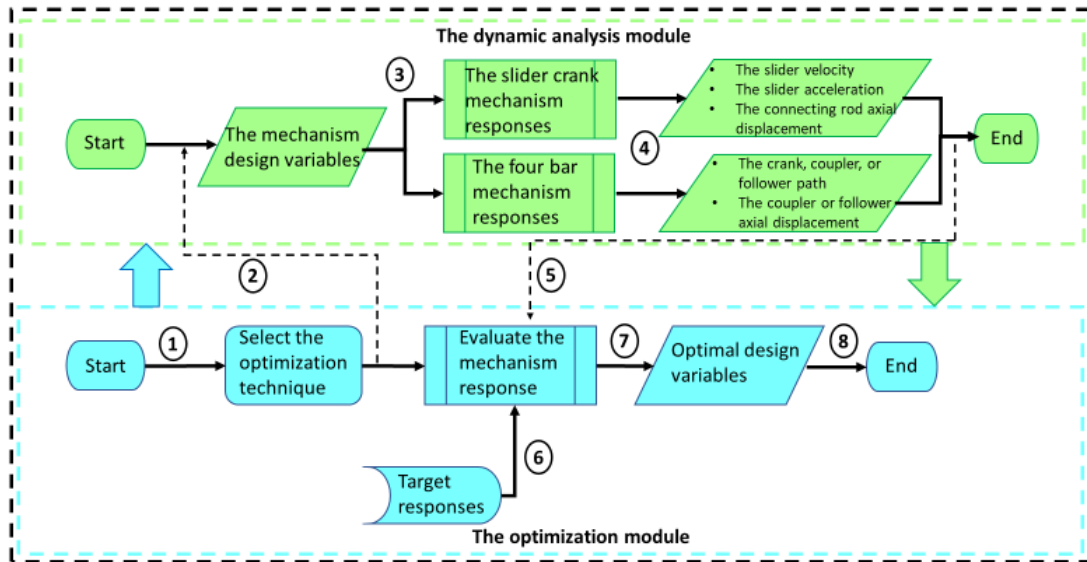 The dynamic analysis module
3
The slider crank
mechanism
responses
• The slider velocity
• The slider acceleration
• The connecting rod axial
displacement
Start
The mechanism
design variables
4
End
The four bar
mechanism
responses
• The crank, coupler, or
follower path
• The coupler or follower
axial displacement
2
5
1
Start
Select the
optimization
technique
Evaluate the
mechanism
response
7
Optimal design
variables
8
End
6
Target
responses
The optimization module